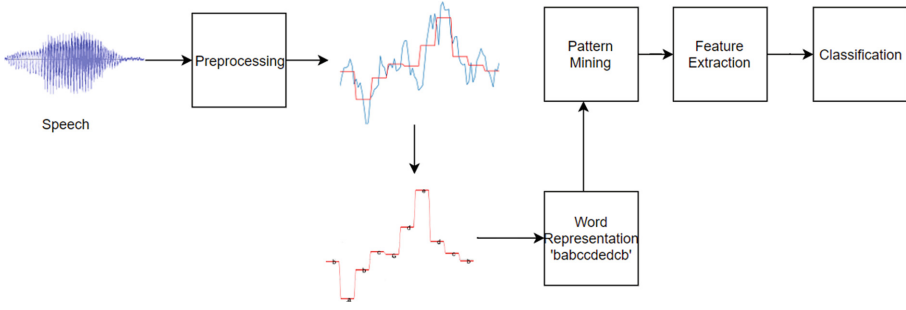 Speech
Preprocessing
b
a
b
c
c
d
e
d
c
b
Word
Representation
'babccdedcb'
Pattern
Mining
Feature
Extraction
Classification